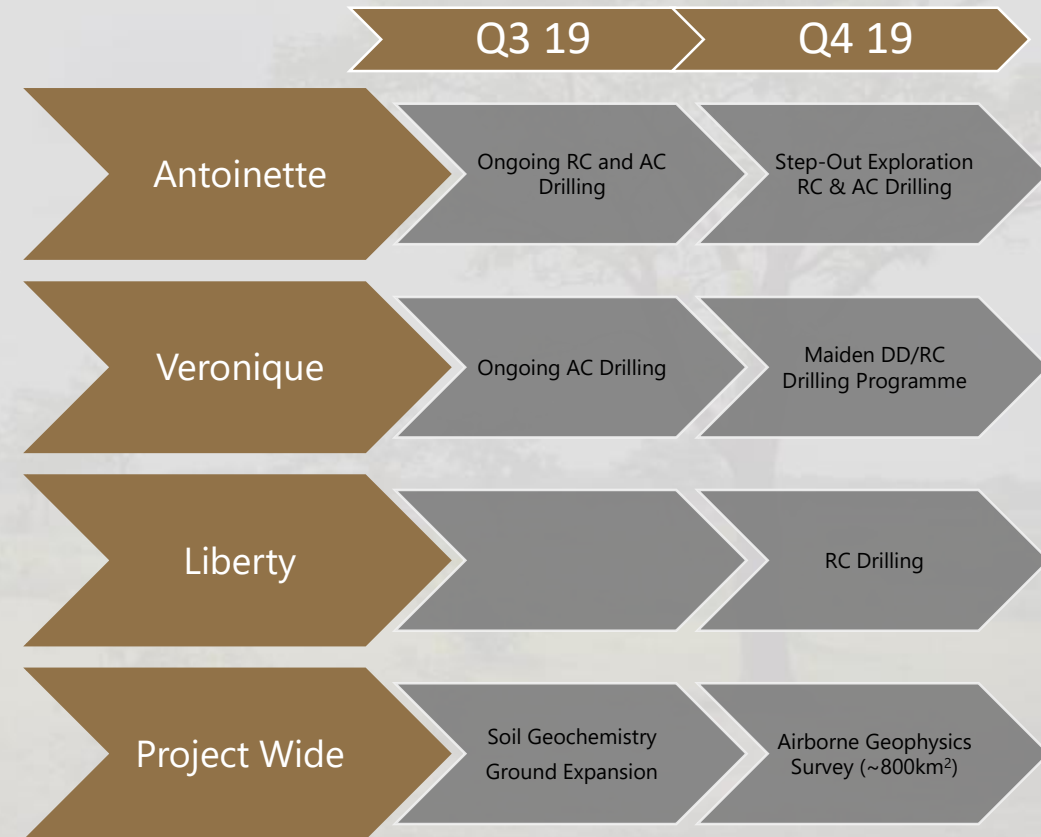 Q3 19
Q4 19
Antoinette
Ongoing RC and AC
Drilling
Step-Out Exploration
RC & AC Drilling
Veronique
Ongoing AC Drilling
Maiden DD/RC
Drilling Programme
Liberty
RC Drilling
Project Wide
Soil Geochemistry
Ground Expansion
Airborne Geophysics
Survey (~800km²)